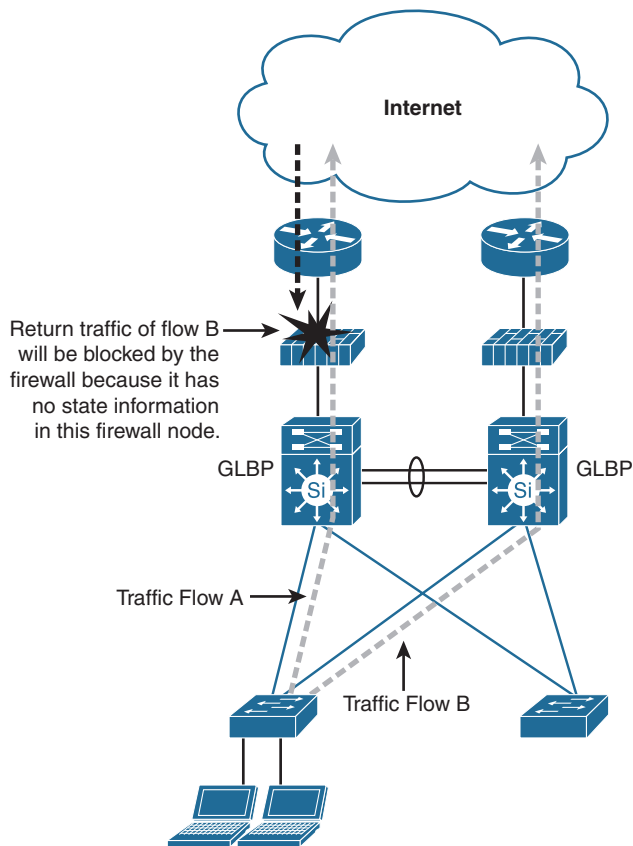 Internet
Return traffic of flow B
will be blocked by the
firewall because it has
no state information
in this firewall node.
GLBP
GLBP
Si
Si
Traffic Flow A
Traffic Flow B